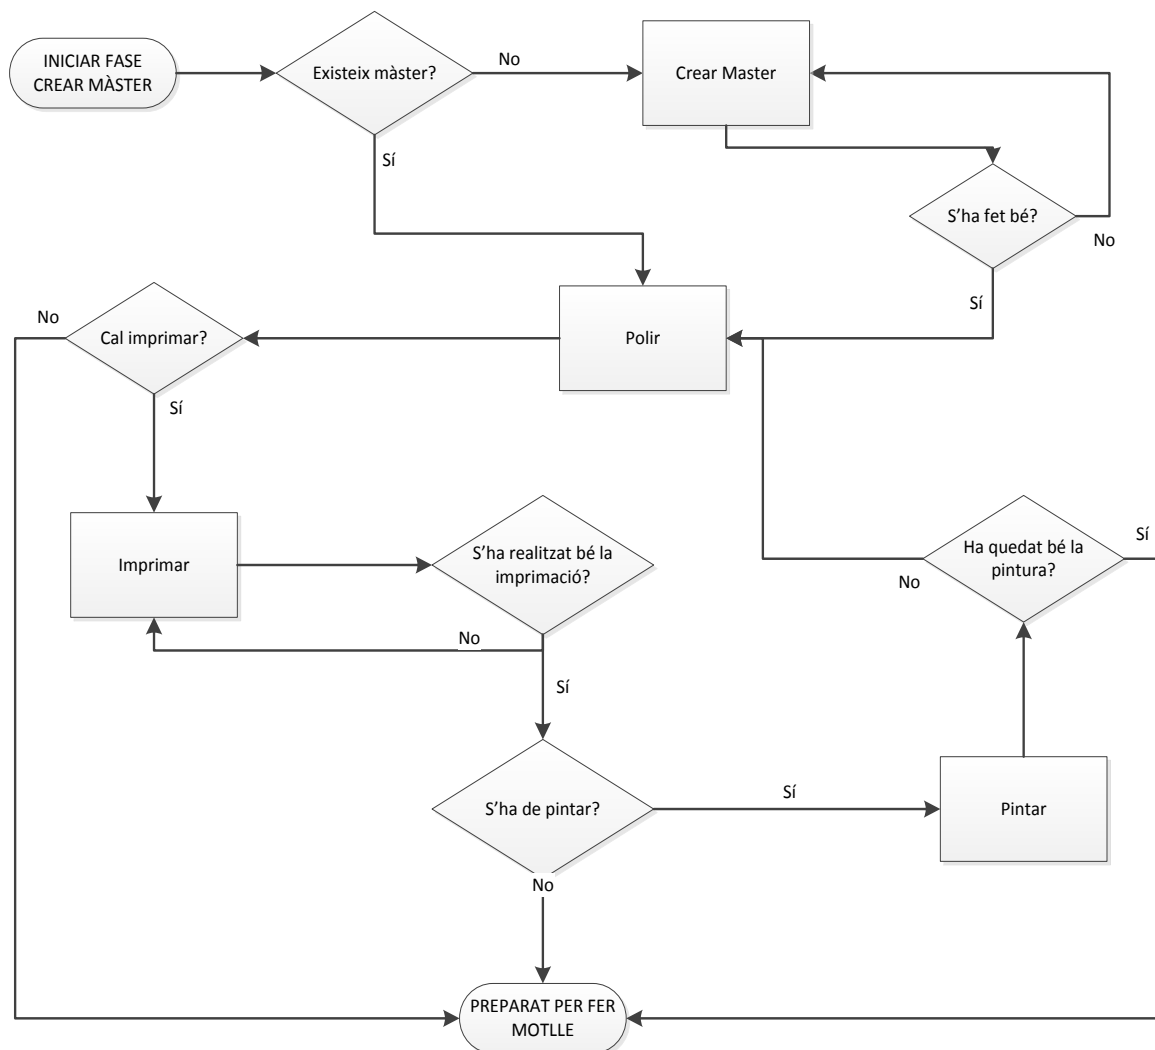 INICIAR FASE
CREAR MÀSTER
Existeix màster?
No
Crear Master
Sí
S'ha fet bé?
No
Sí
Polir
No
Cal imprimar?
Sí
Imprimar
S'ha realitzat bé la
imprimació?
No
Sí
Ha quedat bé la
pintura?
Sí
No
S'ha de pintar?
Sí
Pintar
No
PREPARAT PER FER
MOTLLE